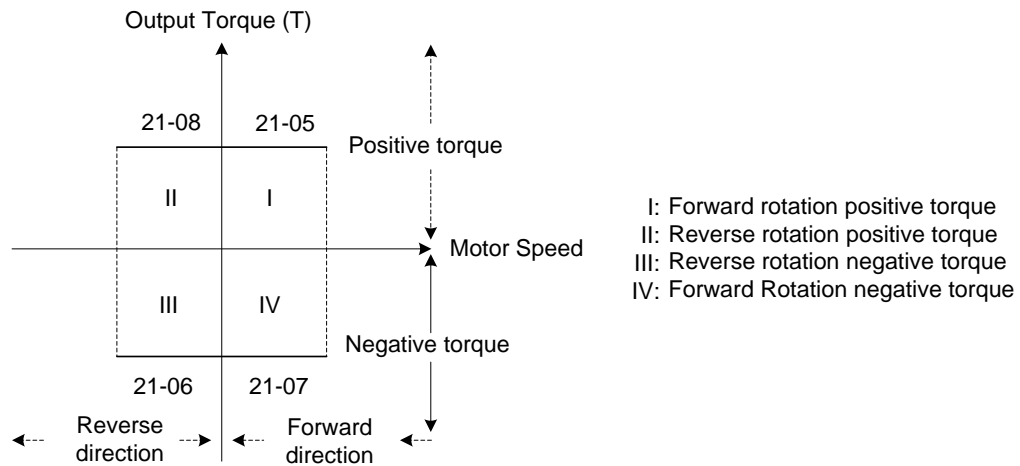 Output Torque (T)
21-08
21-05
Positive torque
II
I
Motor Speed
III
IV
Negative torque
21-06
21-07
Reverse
direction
Forward
direction
I: Forward rotation positive torque
II: Reverse rotation positive torque
III: Reverse rotation negative torque
IV: Forward Rotation negative torque